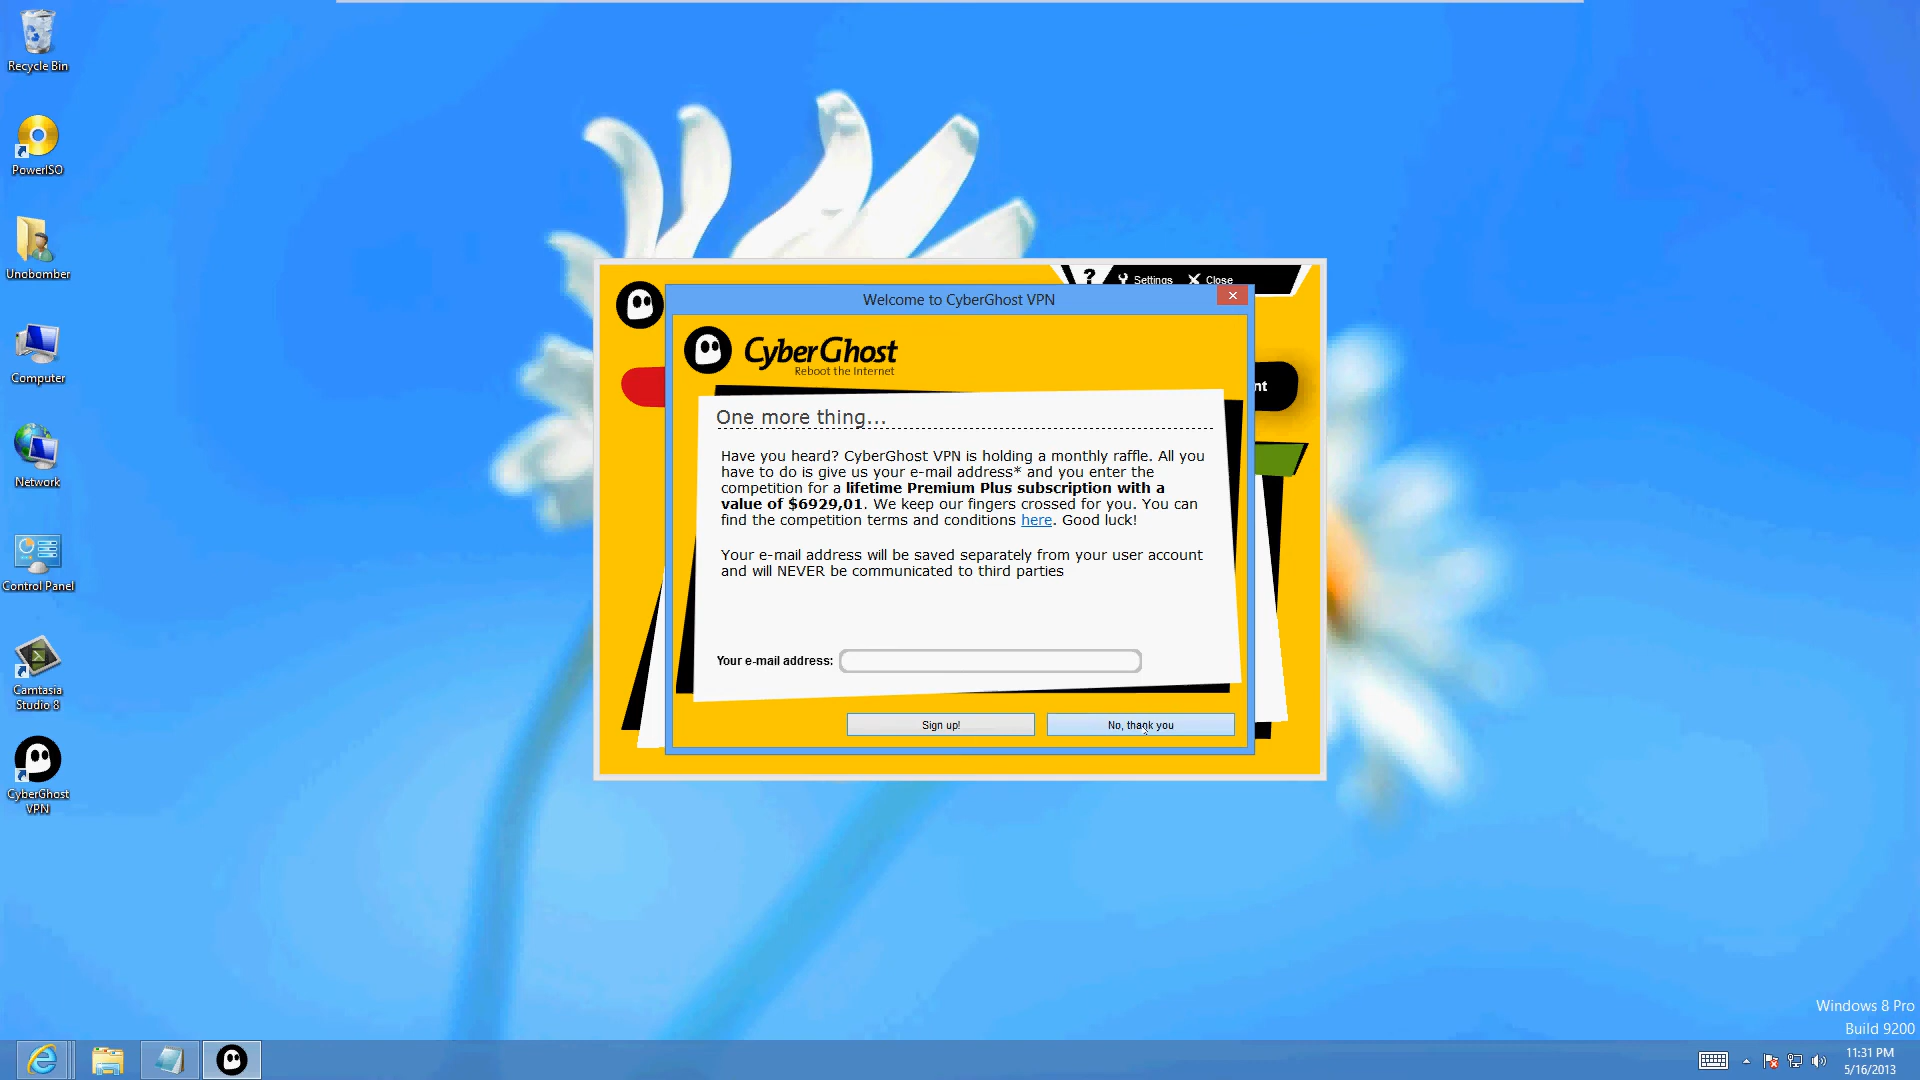 Recycle Bin
PowerISO
Unobomber
Computer
Network
Control Panel
Camtasia
Studio 8
CyberGhost
VPN
? Settings Close
Welcome to CyberGhost VPN
CyberGhost
Reboot the Internet
nt
One more thing...
Have you heard? CyberGhost VPN is holding a monthly raffle. All you
have to do is give us your e-mail address* and you enter the
competition for a lifetime Premium Plus subscription with a
value of $6929,01. We keep our fingers crossed for you. You can
find the competition terms and conditions here. Good luck!
Your e-mail address will be saved separately from your user account
and will NEVER be communicated to third parties
Your e-mail address:
Sign up!
No, thank you
Windows 8 Pro
Build 9200
11:31 PM
5/16/2013